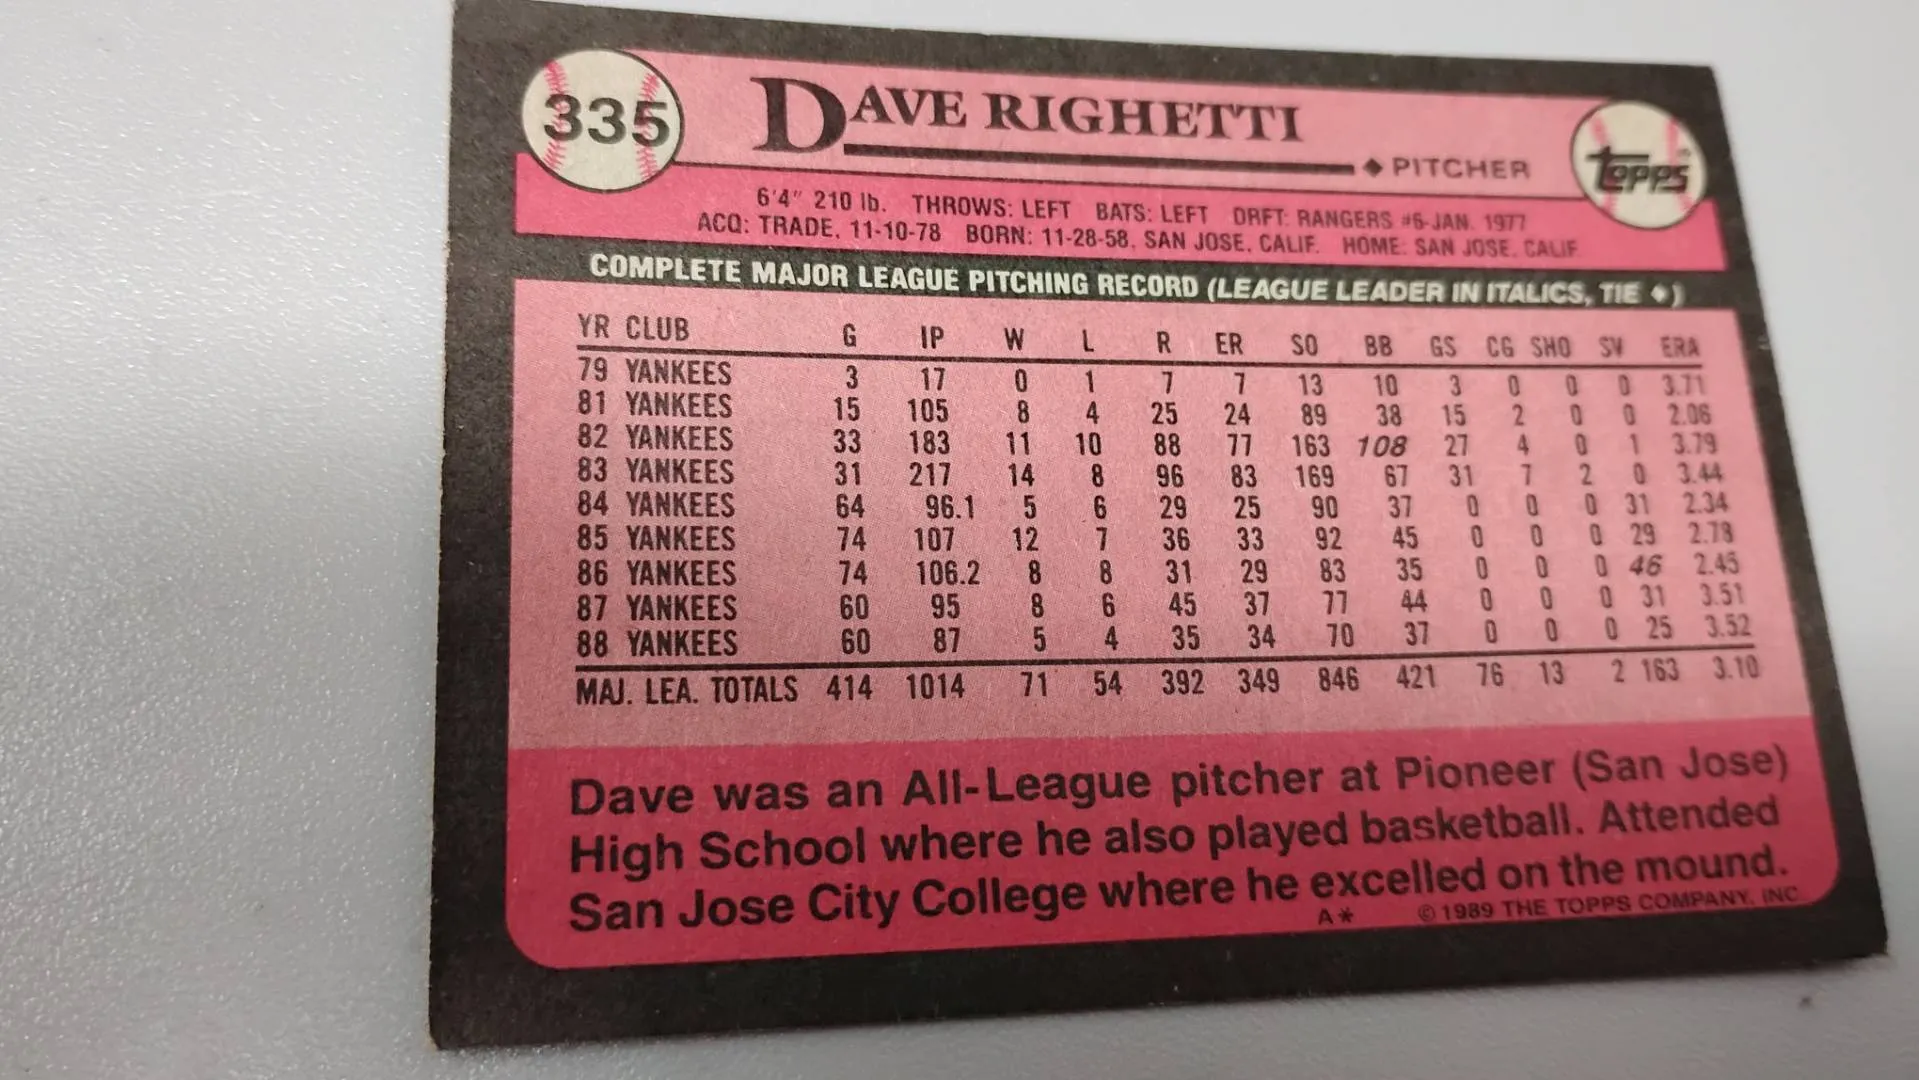 335
DAVE RIGHETTI
◆ PITCHER
topps®
6'4" 210 lb. THROWS: LEFT BATS: LEFT DRFT: RANGERS #6-JAN. 1977
ACQ: TRADE, 11-10-78 BORN: 11-28-58, SAN JOSE, CALIF. HOME: SAN JOSE, CALIF.
COMPLETE MAJOR LEAGUE PITCHING RECORD (LEAGUE LEADER IN ITALICS, TIE ◆)
YR CLUB G IP W L R ER SO BB GS CG SHO SV ERA
79 YANKEES 3 17 0 1 7 7 13 10 3 0 0 0 3.71
81 YANKEES 15 105 8 4 25 24 89 38 15 2 0 0 2.06
82 YANKEES 33 183 11 10 88 77 163 108 27 4 0 1 3.79
83 YANKEES 31 217 14 8 96 83 169 67 31 7 2 0 3.44
84 YANKEES 64 96.1 5 6 29 25 90 37 0 0 0 31 2.34
85 YANKEES 74 107 12 7 36 33 92 45 0 0 0 29 2.78
86 YANKEES 74 106.2 8 8 31 29 83 35 0 0 0 46 2.45
87 YANKEES 60 95 8 6 45 37 77 44 0 0 0 31 3.51
88 YANKEES 60 87 5 4 35 34 70 37 0 0 0 25 3.52
MAJ. LEA. TOTALS 414 1014 71 54 392 349 846 421 76 13 2 163 3.10
Dave was an All-League pitcher at Pioneer (San Jose)
High School where he also played basketball. Attended
San Jose City College where he excelled on the mound.
A* © 1989 THE TOPPS COMPANY, INC.